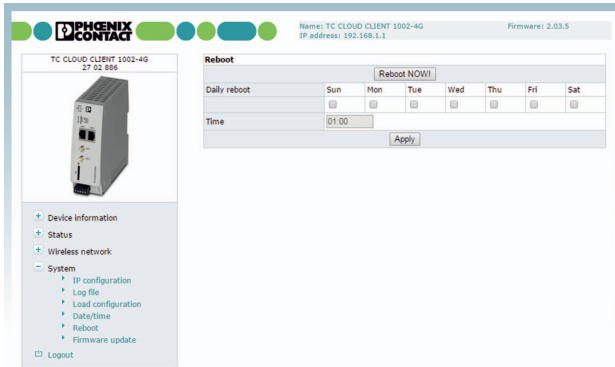 PHŒNIX
CONTACT
Name: TC CLOUD CLIENT 1002-4G Firmware: 2.03.5
IP address: 192.168.1.1
TC CLOUD CLIENT 1002-4G
27 02 886
Reboot
Reboot NOW!
Daily reboot Sun Mon Tue Wed Thu Fri Sat
Time 01:00
Apply
Device information
Status
Wireless network
System
IP configuration
Log file
Load configuration
Date/time
Reboot
Firmware update
Logout